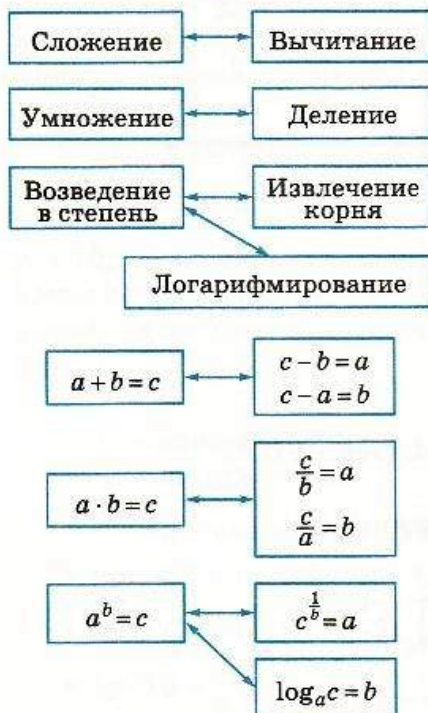 Сложение Вычитание
Умножение Деление
Возведение
в степень
Извлечение
корня
Логарифмирование
a + b = c
c − b = a
c − a = b
a · b = c
c/b = a
c/a = b
a^b = c
c^(1/b) = a
log_a c = b